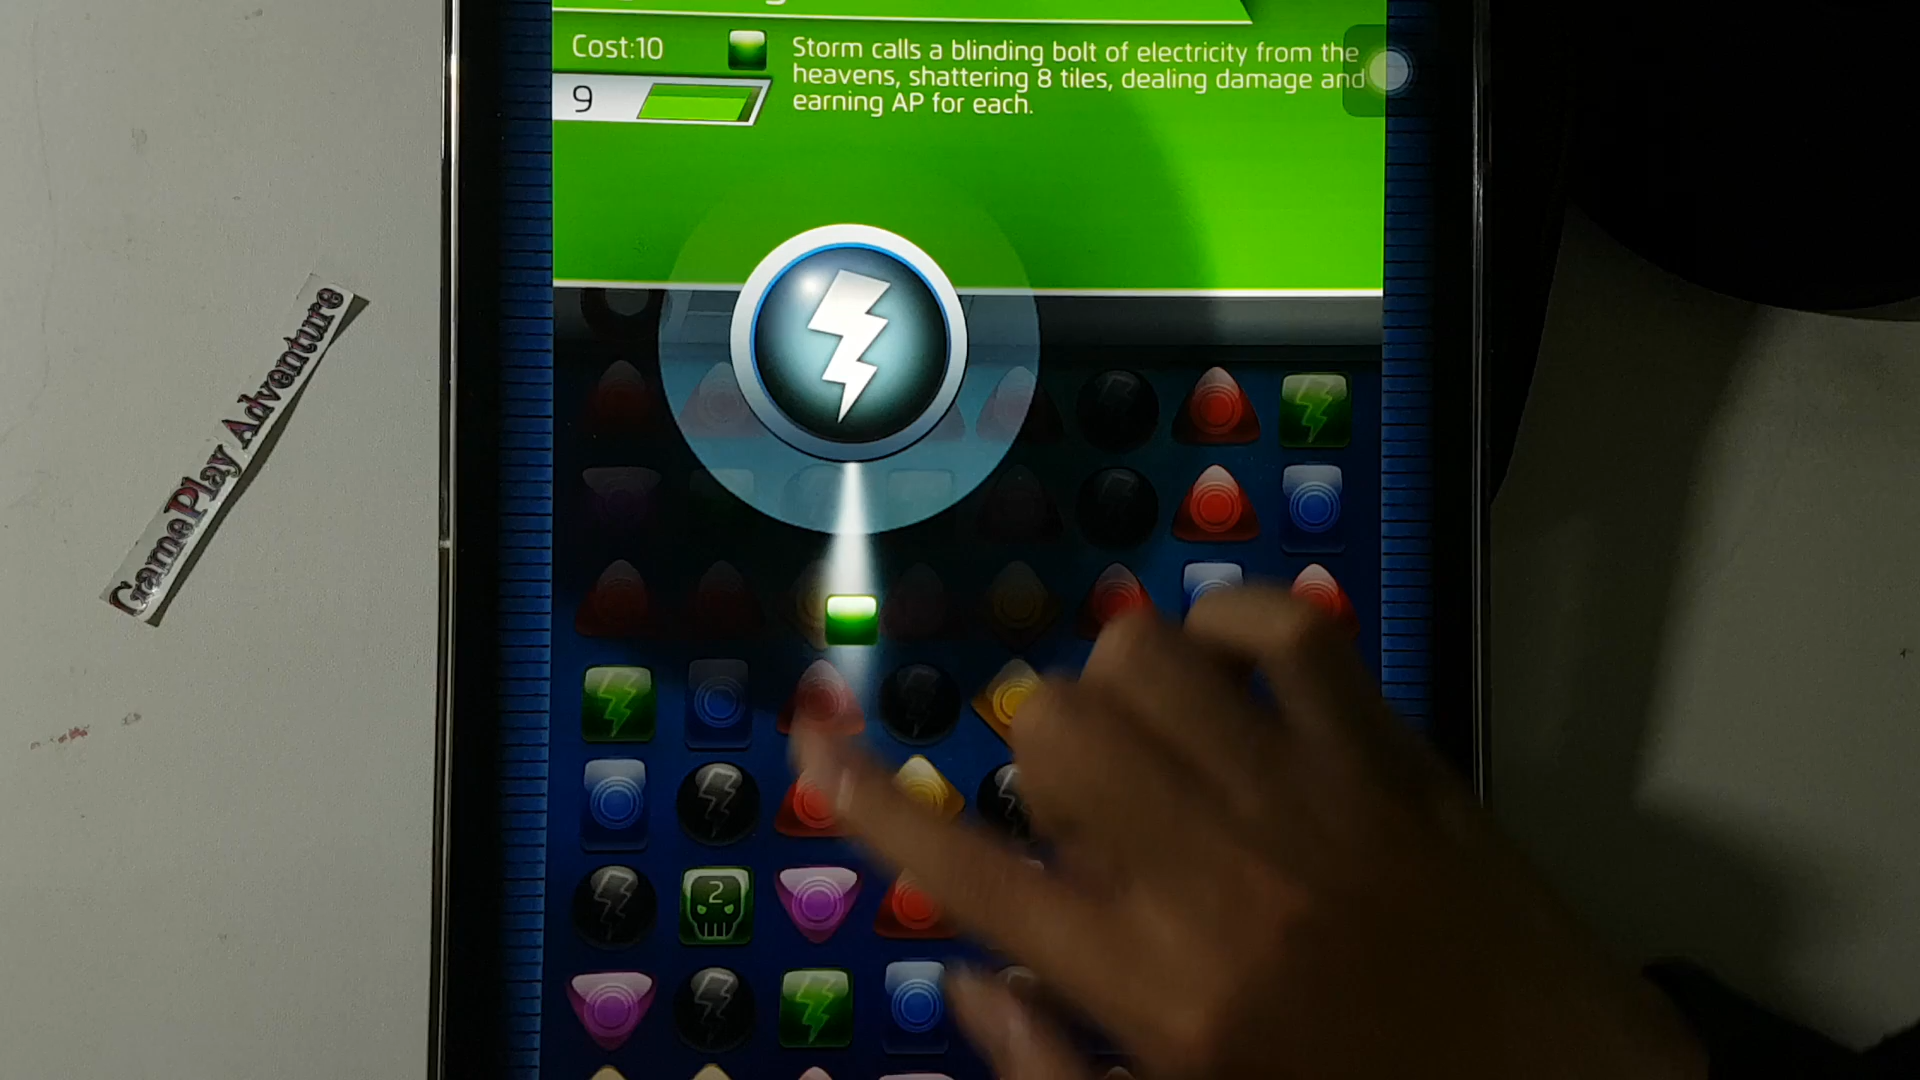 Cost:10
9
Storm calls a blinding bolt of electricity from the
heavens, shattering 8 tiles, dealing damage and
earning AP for each.
GamePlay Adventure
2